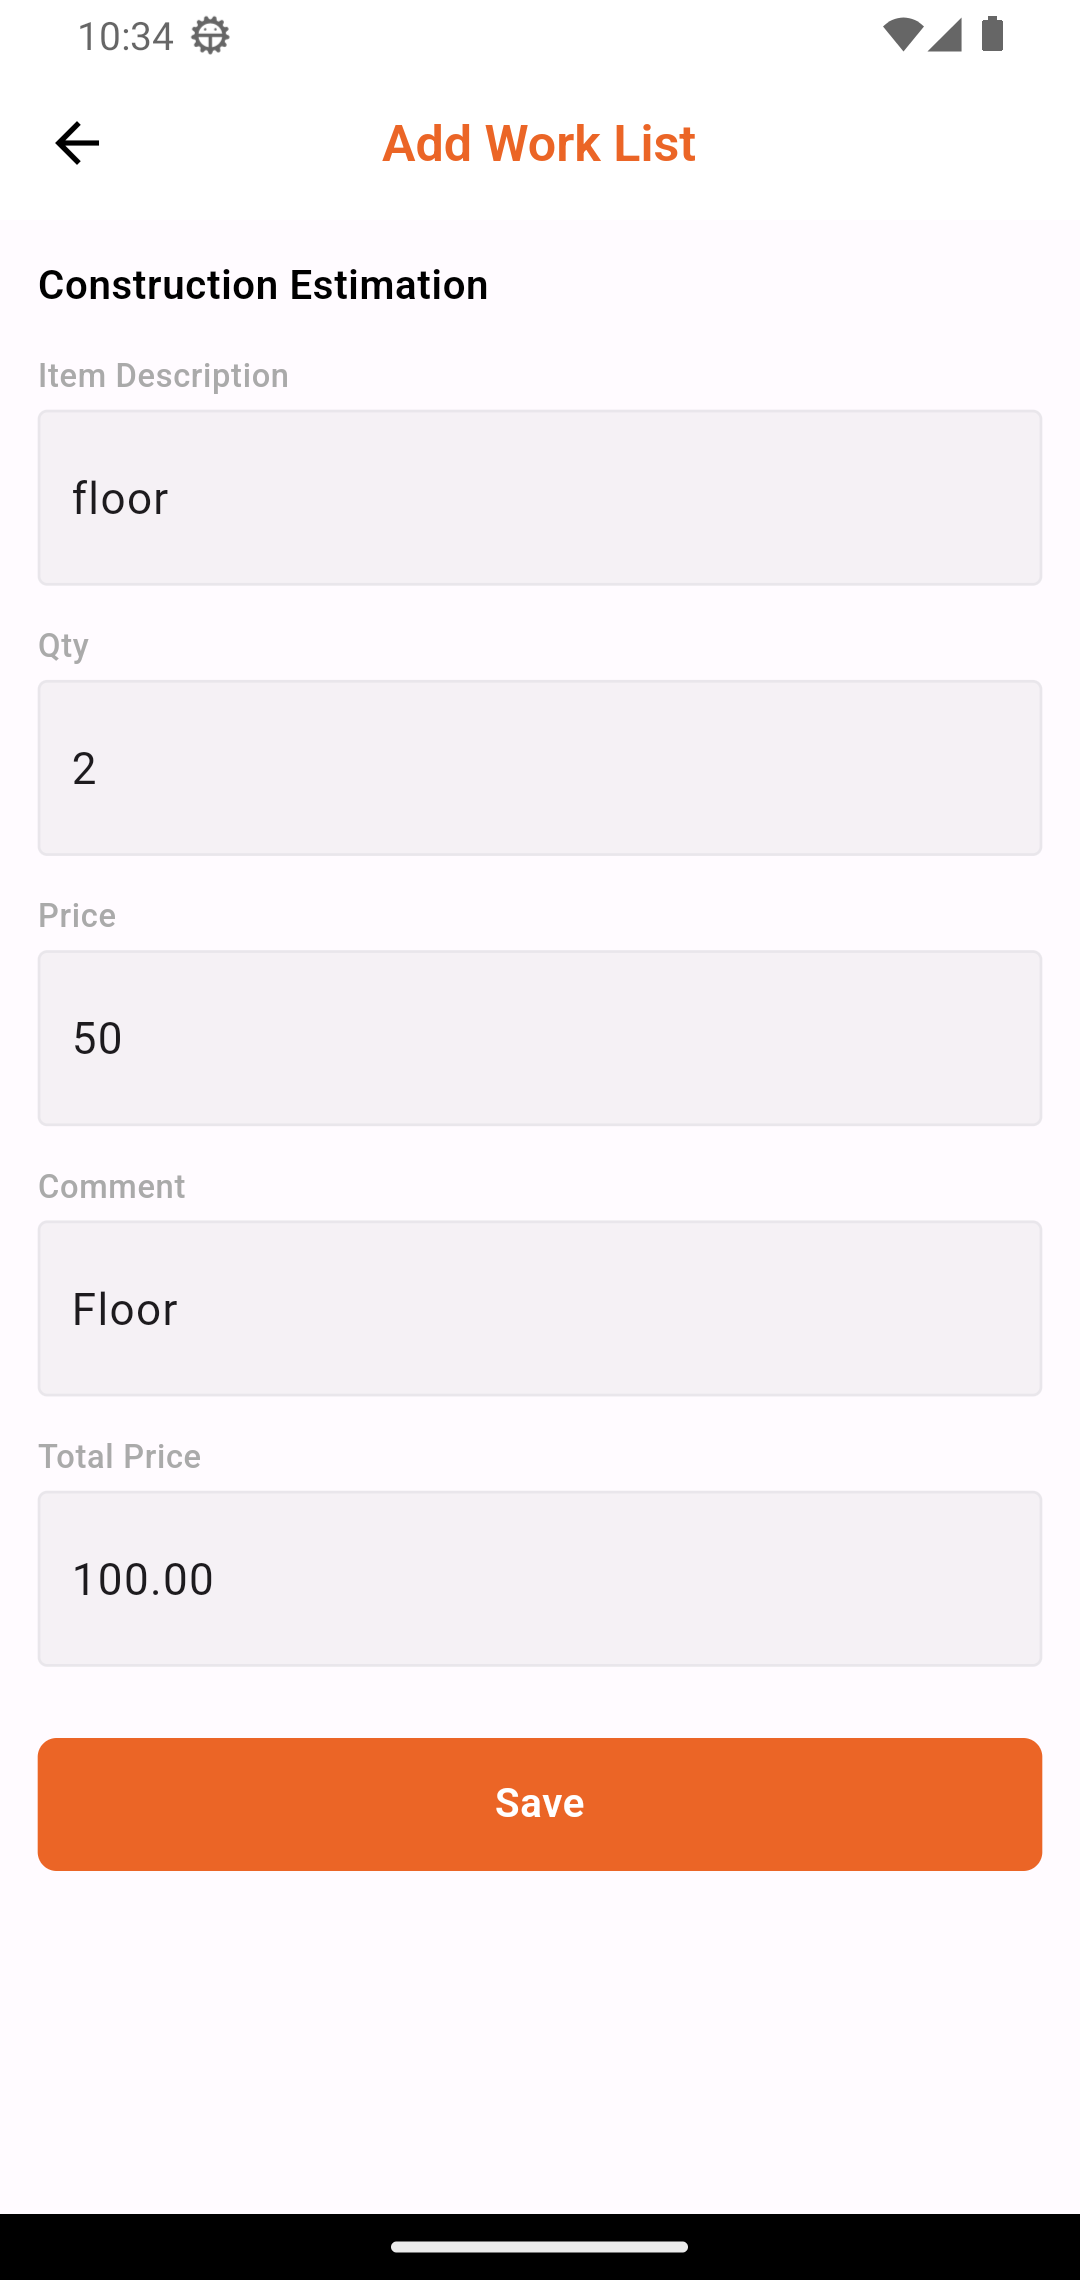 10:34
Add Work List
Construction Estimation
Item Description
floor
Qty
2
Price
50
Comment
Floor
Total Price
100.00
Save